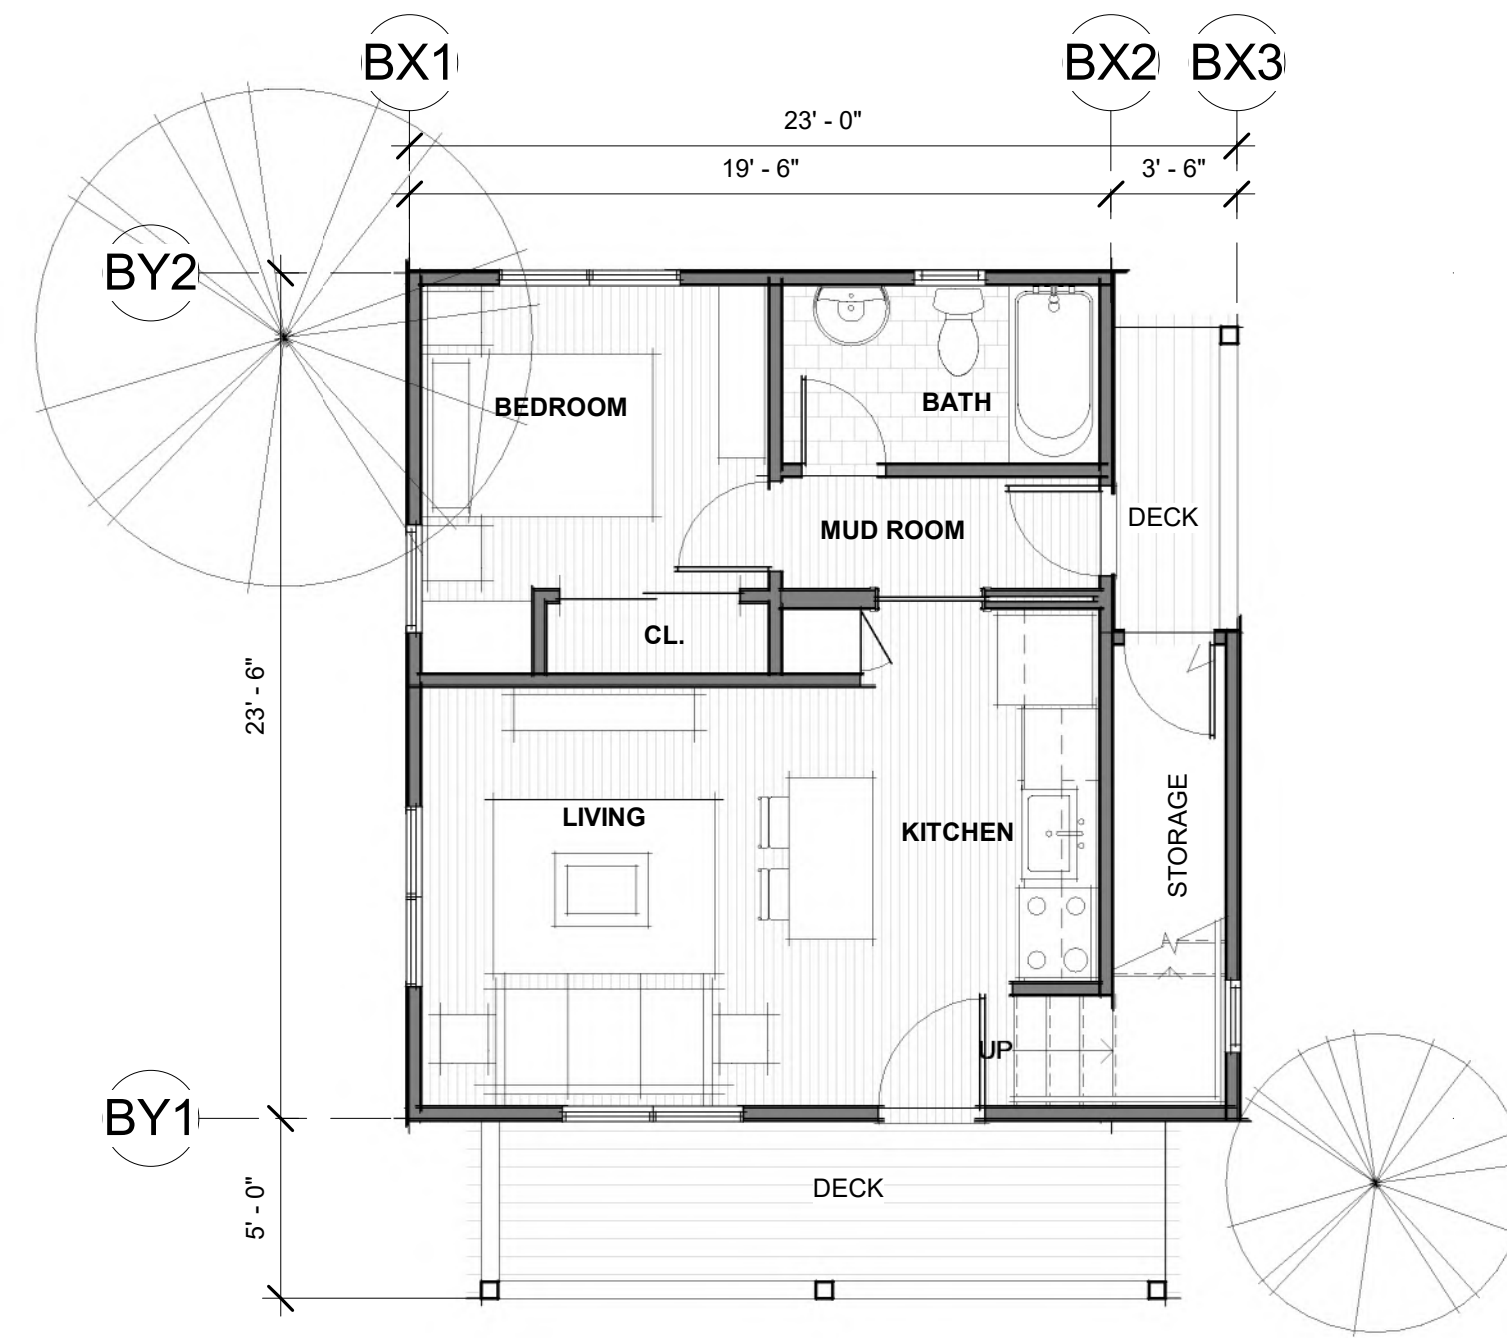 BX1
BX2
BX3
23' - 0"
19' - 6"
3' - 6"
BY2
BEDROOM
BATH
MUD ROOM
DECK
CL.
23' - 6"
LIVING
KITCHEN
STORAGE
UP
BY1
5' - 0"
DECK